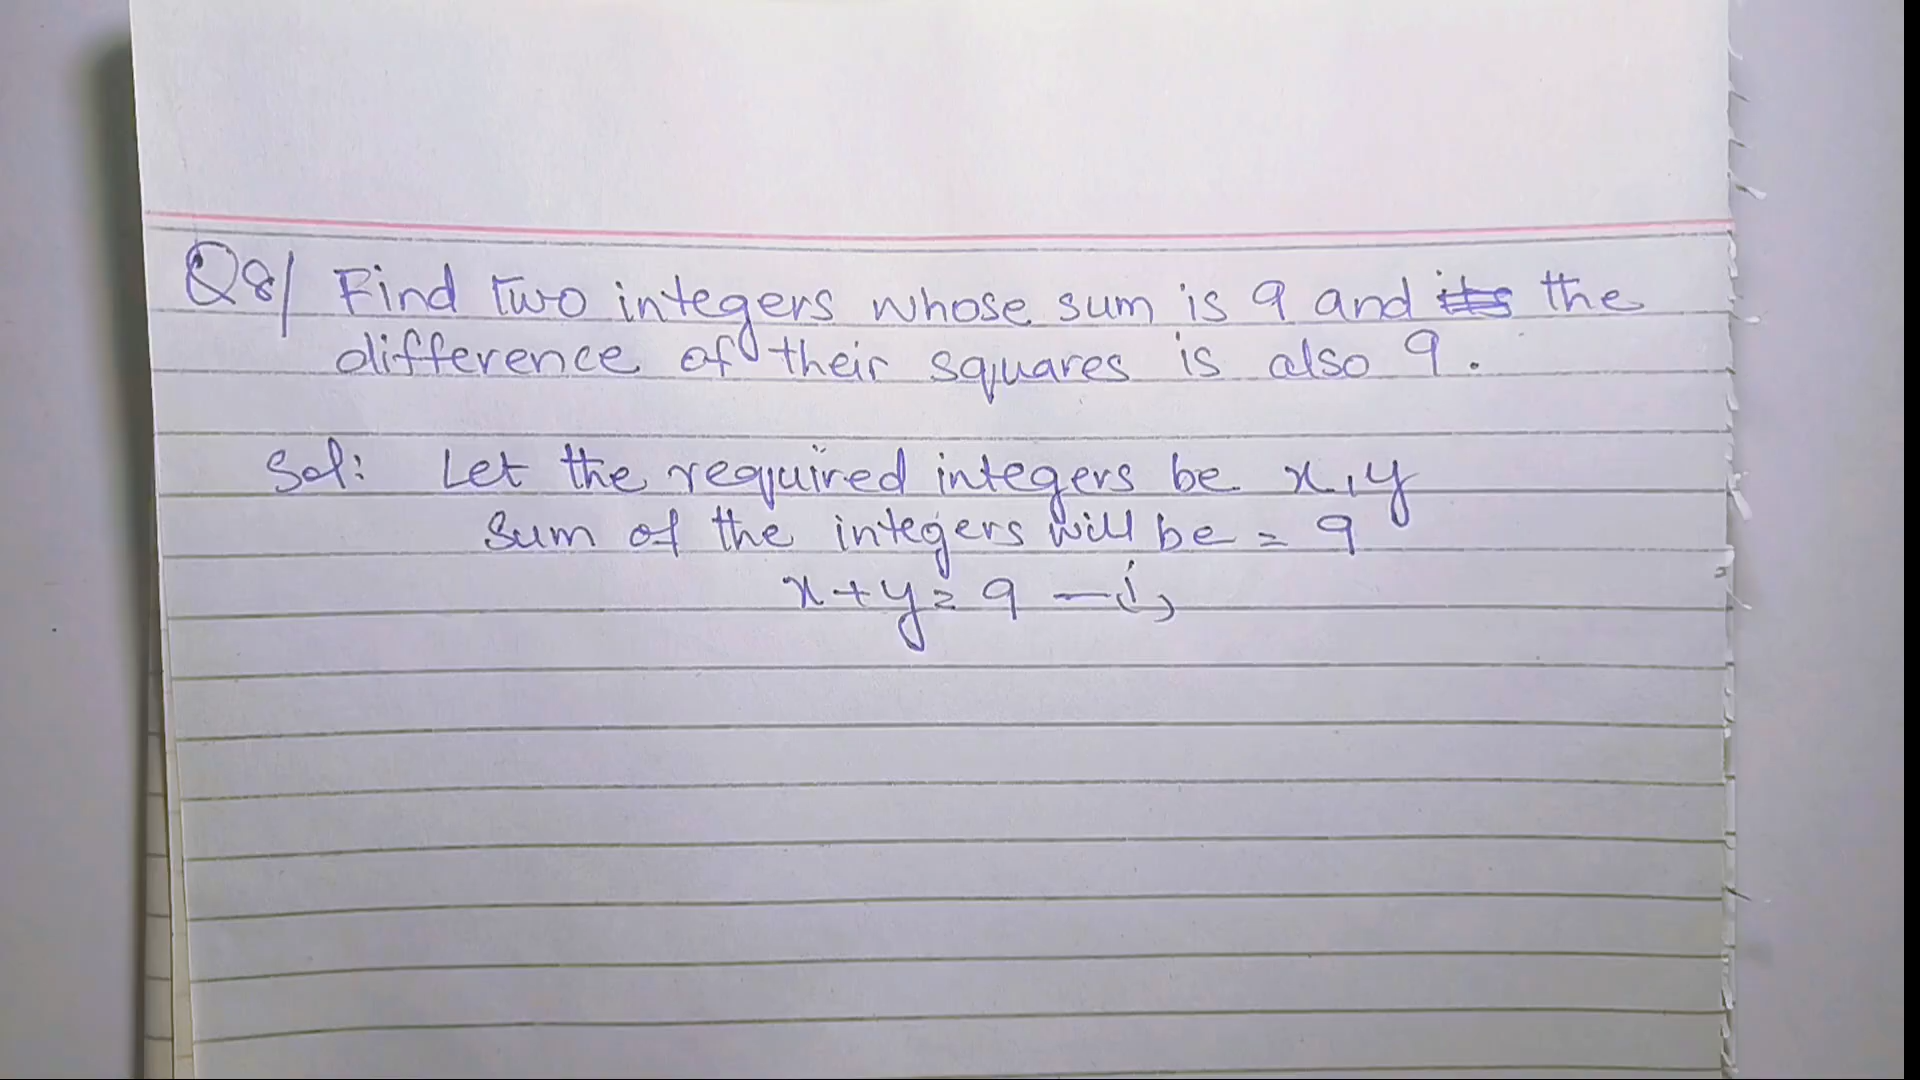 Q8/ Find two integers whose sum is 9 and its the
difference of their squares is also 9.
Sol: Let the required integers be x, y
Sum of the integers will be = 9
x + y = 9 — i,